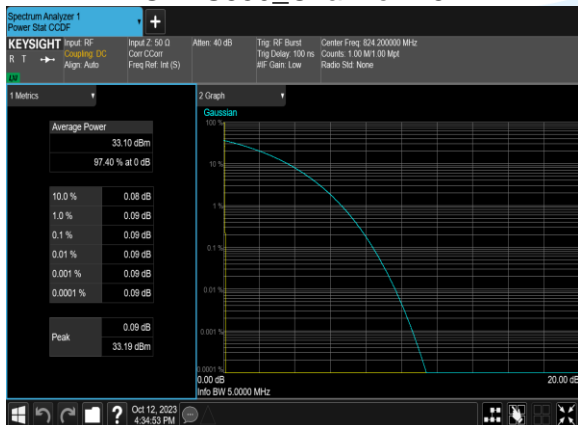 Spectrum Analyzer 1
Power Stat CCDF
KEYSIGHT
R T
Input: RF
Coupling: DC
Align: Auto
Input Z: 50 Ω
Corr CCorr
Freq Ref: Int (S)
Atten: 40 dB
Trig: RF Burst
Trig Delay: 100 ns
#IF Gain: Low
Center Freq: 824.200000 MHz
Counts: 1.00 M/1.00 Mpt
Radio Std: None
1 Metrics
Average Power
33.10 dBm
97.40 % at 0 dB
10.0 % 0.08 dB
1.0 % 0.09 dB
0.1 % 0.09 dB
0.01 % 0.09 dB
0.001 % 0.09 dB
0.0001 % 0.09 dB
Peak
0.09 dB
33.19 dBm
2 Graph
Gaussian
100 %
10 %
1 %
0.1 %
0.01 %
0.001 %
0.0001 %
0.00 dB
20.00 dB
Info BW 5.0000 MHz
?
Oct 12, 2023
4:34:53 PM